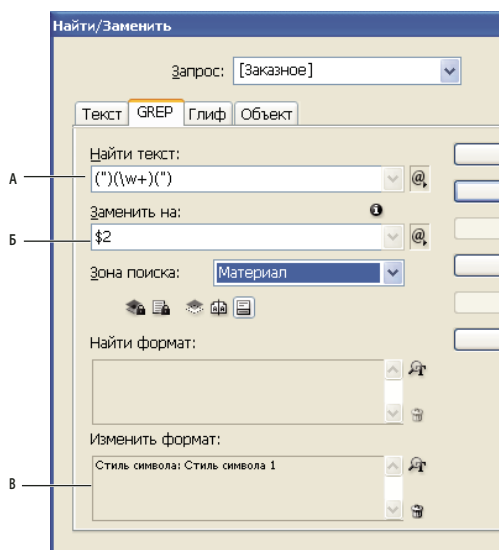 Найти/Заменить
Запрос: [Заказное]
Текст GREP Глиф Объект
Найти текст:
А (")(\w+)(") @
Заменить на:
Б $2 @
Зона поиска: Материал
Найти формат:
Изменить формат:
В Стиль символа: Стиль символа 1